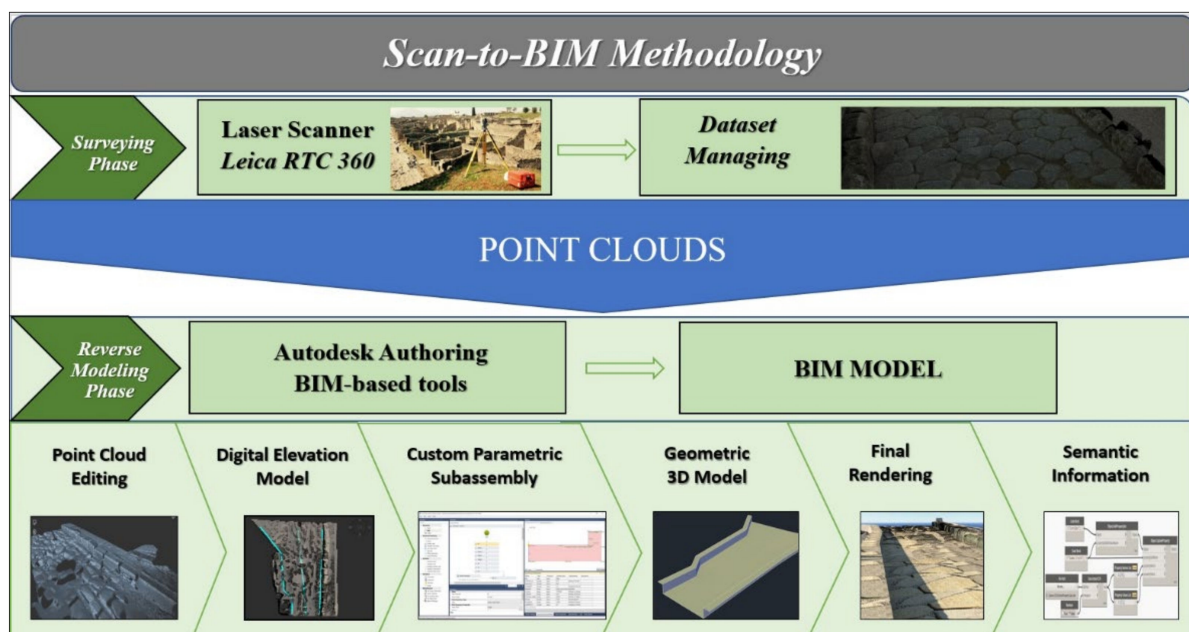 Scan-to-BIM Methodology
Surveying
Phase
Laser Scanner
Leica RTC 360
Dataset
Managing
POINT CLOUDS
Reverse
Modeling
Phase
Autodesk Authoring
BIM-based tools
BIM MODEL
Point Cloud
Editing
Digital Elevation
Model
Custom Parametric
Subassembly
Geometric
3D Model
Final
Rendering
Semantic
Information